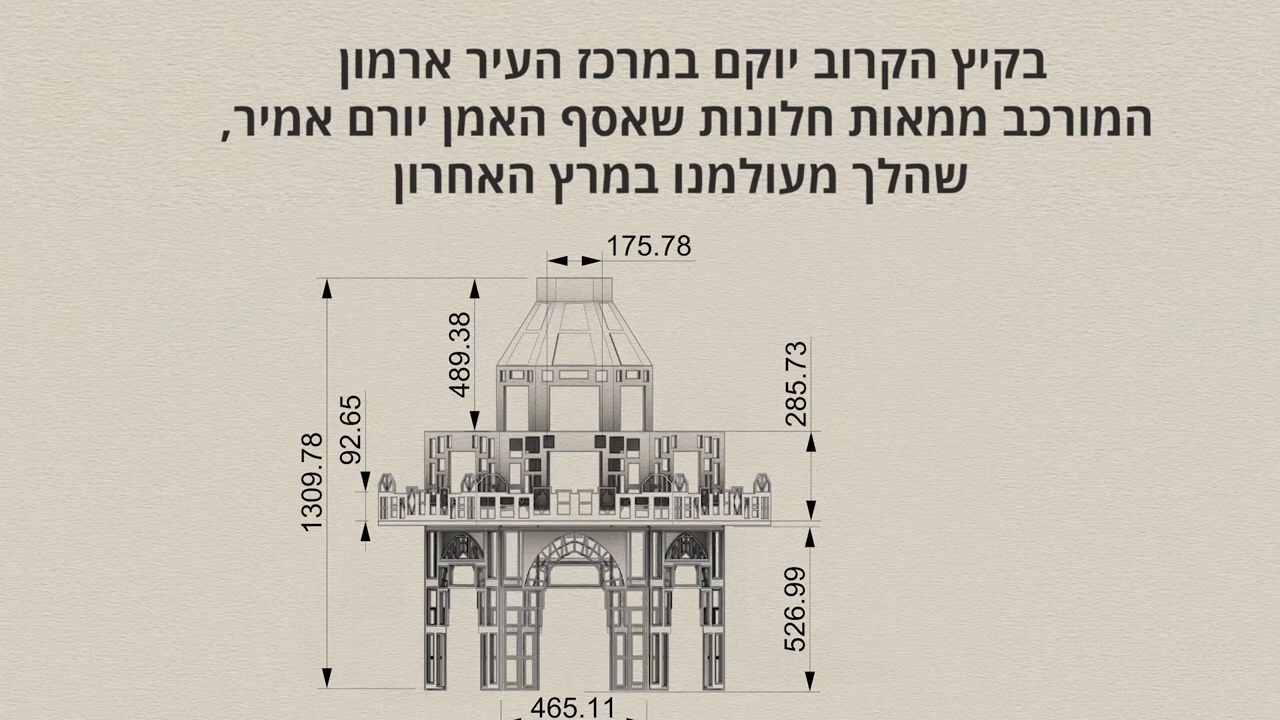 בקיץ הקרוב יוקם במרכז העיר ארמון
המורכב ממאות חלונות שאסף האמן יורם אמיר,
שהלך מעולמנו במרץ האחרון
175.78
489.38
285.73
92.65
1309.78
526.99
465.11